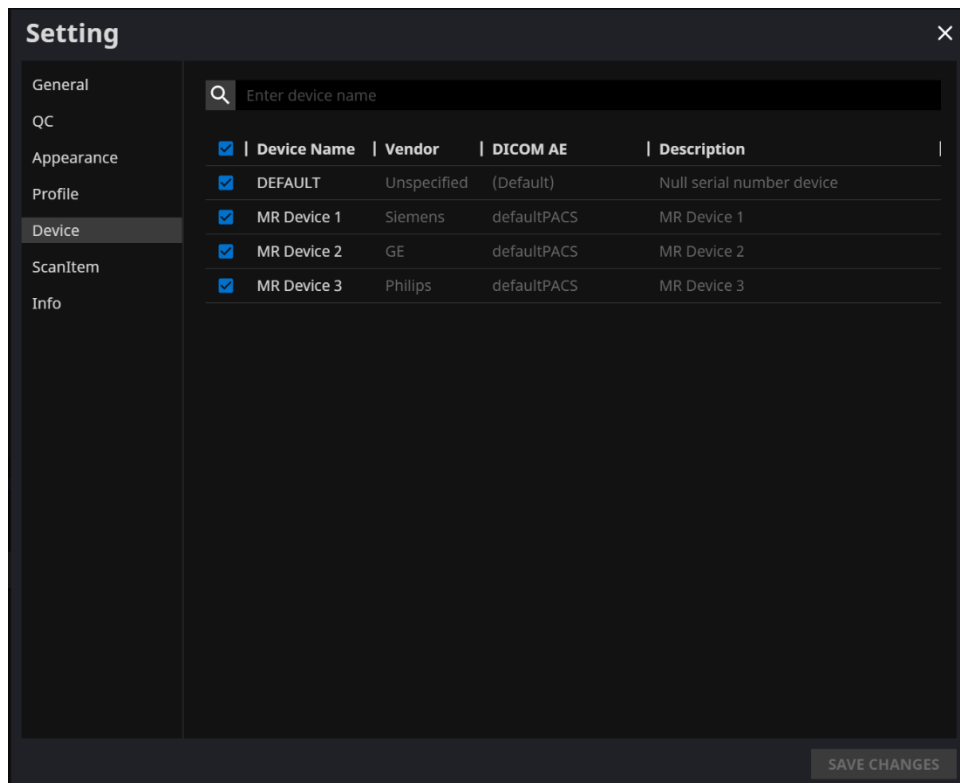 Setting
General
QC
Appearance
Profile
Device
ScanItem
Info
Enter device name
Device Name | Vendor | DICOM AE | Description
DEFAULT Unspecified (Default) Null serial number device
MR Device 1 Siemens defaultPACS MR Device 1
MR Device 2 GE defaultPACS MR Device 2
MR Device 3 Philips defaultPACS MR Device 3
SAVE CHANGES